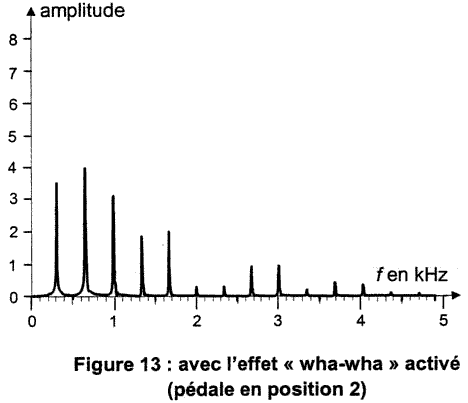 amplitude
8
7
6
5
4
3
2
1
0
f en kHz
0 1 2 3 4 5
Figure 13 : avec l'effet « wha-wha » activé
(pédale en position 2)